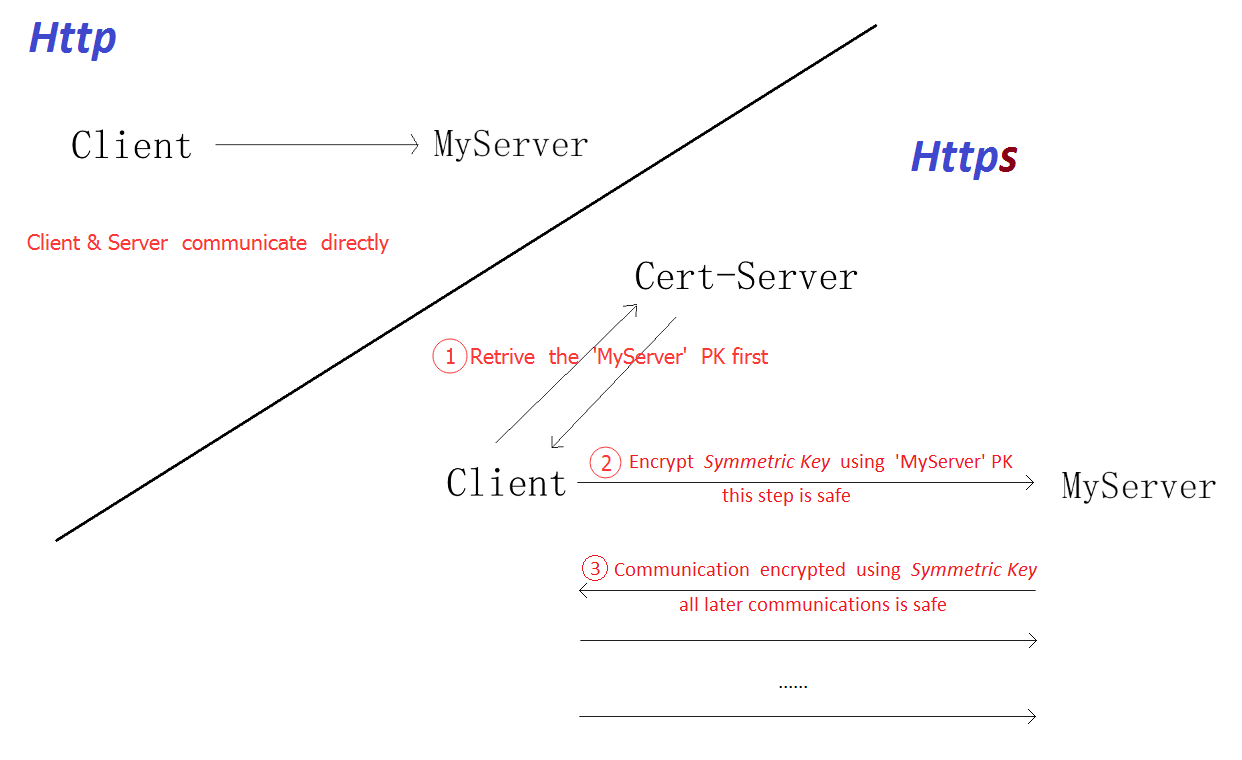 Http
Client
MyServer
Https
Client & Server communicate directly
Cert-Server
1 Retrive the 'MyServer' PK first
2 Encrypt Symmetric Key using 'MyServer' PK
Client
this step is safe
MyServer
3 Communication encrypted using Symmetric Key
all later communications is safe
......